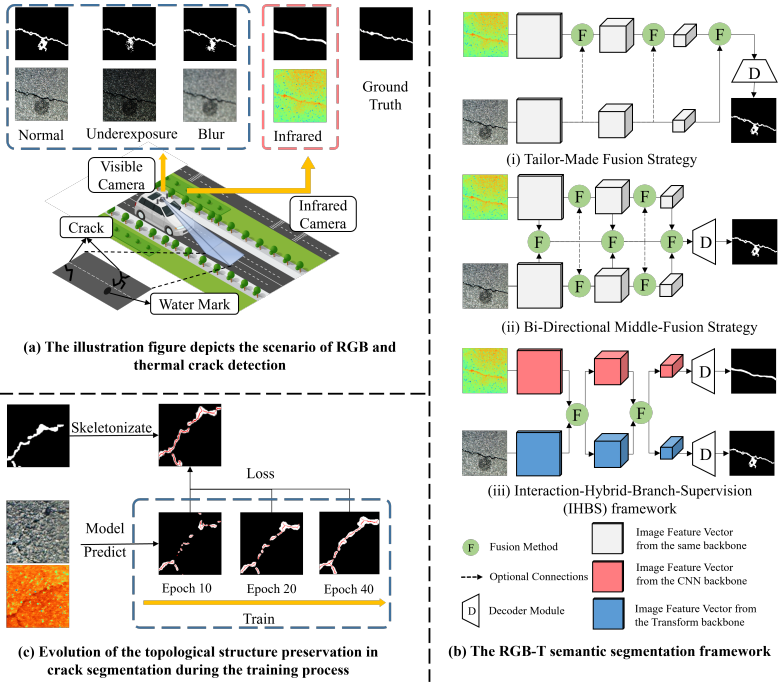 Normal
Underexposure
Blur
Infrared
Ground
Truth
Visible
Camera
Infrared
Camera
Crack
Water Mark
(a) The illustration figure depicts the scenario of RGB and
thermal crack detection
Skeletonizate
Loss
Model
Predict
Epoch 10
Epoch 20
Epoch 40
Train
(c) Evolution of the topological structure preservation in
crack segmentation during the training process
F
F
F
D
(i) Tailor-Made Fusion Strategy
F
F
F
F
F
D
F
F
(ii) Bi-Directional Middle-Fusion Strategy
D
F
F
D
(iii) Interaction-Hybrid-Branch-Supervision
(IHBS) framework
F
Fusion Method
Optional Connections
D
Decoder Module
Image Feature Vector
from the same backbone
Image Feature Vector
from the CNN backbone
Image Feature Vector from
the Transform backbone
(b) The RGB-T semantic segmentation framework